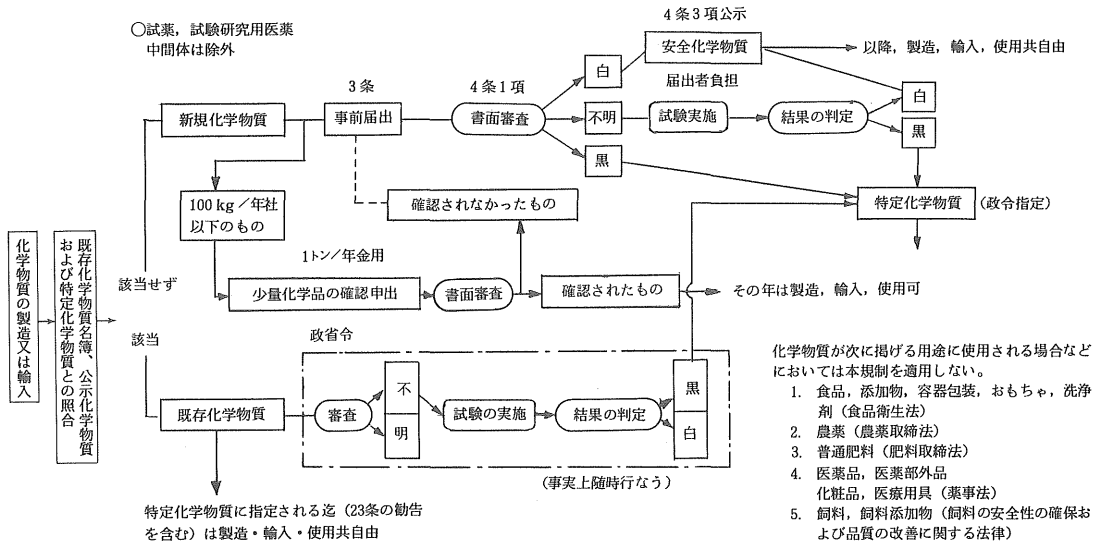 ○試薬，試験研究用医薬
中間体は除外
4条3項公示
安全化学物質
以降，製造，輸入，使用共自由
白
届出者負担
3条
4条1項
新規化学物質
事前届出
書面審査
不明
試験実施
結果の判定
白
黒
黒
100kg／年社
以下のもの
確認されなかったもの
特定化学物質
(政令指定)
1トン／年金用
少量化学品の確認申出
書面審査
確認されたもの
その年は製造，輸入，使用可
化学物質の製造又は輸入
既存化学物質名簿、公示化学物質
および特定化学物質との照合
該当せず
該当
政省令
既存化学物質
審査
不
明
試験の実施
結果の判定
黒
白
(事実上随時行なう)
特定化学物質に指定される迄（23条の勧告
を含む）は製造・輸入・使用共自由
化学物質が次に掲げる用途に使用される場合など
においては本規制を適用しない。
1. 食品，添加物，容器包装，おもちゃ，洗浄
剤（食品衛生法）
2. 農薬（農薬取締法）
3. 普通肥料（肥料取締法）
4. 医薬品，医薬部外品
化粧品，医療用具（薬事法）
5. 飼料，飼料添加物（飼料の安全性の確保お
よび品質の改善に関する法律）